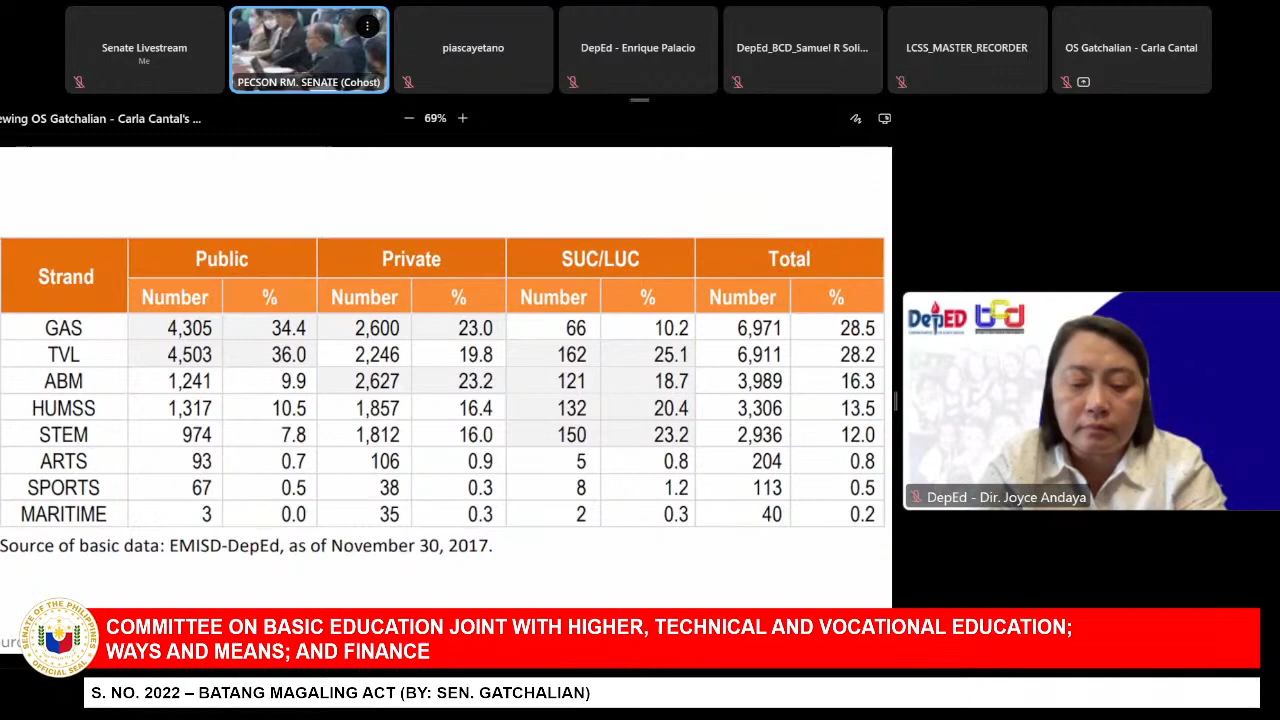 Senate Livestream
Me
PECSON RM. SENATE (Cohost)
piascayetano
DepEd - Enrique Palacio
DepEd_BCD_Samuel R Soli...
LCSS_MASTER_RECORDER
OS Gatchalian - Carla Cantal
ewing OS Gatchalian - Carla Cantal's ...
69%
Strand Public Private SUC/LUC Total
Number % Number % Number % Number %
GAS 4,305 34.4 2,600 23.0 66 10.2 6,971 28.5
TVL 4,503 36.0 2,246 19.8 162 25.1 6,911 28.2
ABM 1,241 9.9 2,627 23.2 121 18.7 3,989 16.3
HUMSS 1,317 10.5 1,857 16.4 132 20.4 3,306 13.5
STEM 974 7.8 1,812 16.0 150 23.2 2,936 12.0
ARTS 93 0.7 106 0.9 5 0.8 204 0.8
SPORTS 67 0.5 38 0.3 8 1.2 113 0.5
MARITIME 3 0.0 35 0.3 2 0.3 40 0.2
Source of basic data: EMISD-DepEd, as of November 30, 2017.
DepED
DepEd - Dir. Joyce Andaya
SENATE OF THE PHILIPPINES
OFFICIAL SEAL
COMMITTEE ON BASIC EDUCATION JOINT WITH HIGHER, TECHNICAL AND VOCATIONAL EDUCATION;
WAYS AND MEANS; AND FINANCE
S. NO. 2022 – BATANG MAGALING ACT (BY: SEN. GATCHALIAN)